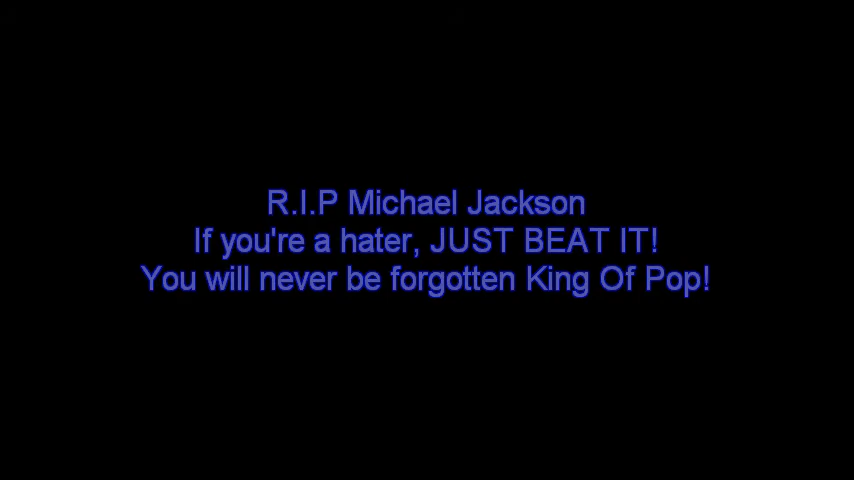 R.I.P Michael Jackson
If you're a hater, JUST BEAT IT!
You will never be forgotten King Of Pop!